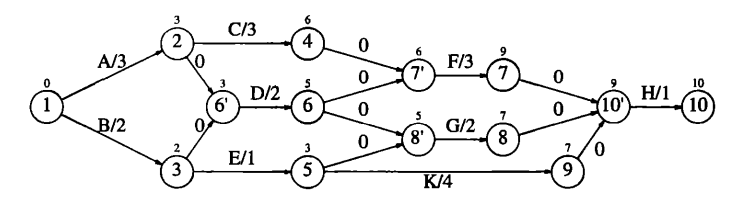 3 6
2 C/3 4
0 6 9
A/3 0 7' F/3 7
0 3 5 0 0 9 10
1 6' D/2 6 10' H/1 10
0 5 7 0
B/2 0 8' G/2 8
2 3 0 7
3 E/1 5 9 0
K/4